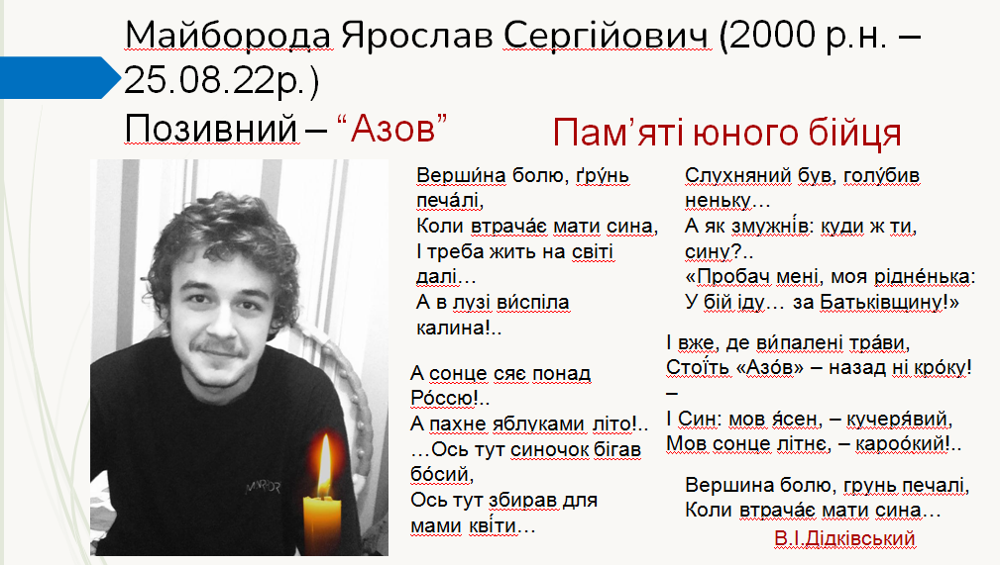 Майборода Ярослав Сергійович (2000 р.н. –
25.08.22р.)
Позивний – “Азов”
Пам’яті юного бійця
Верши́на болю, ґру́нь
печа́лі,
Коли втрача́є мати сина,
І треба жить на світі
далі…
А в лузі ви́спіла
калина!..
А сонце сяє понад
Ро́ссю!..
А пахне яблуками літо!..
…Ось тут синочок бігав
бо́сий,
Ось тут збирав для
мами кві́ти…
Слухняний був, голу́бив
неньку…
А як змужні́в: куди ж ти,
сину?..
«Пробач мені, моя рідне́нька:
У бій іду… за Батьківщину!»
І вже, де ви́палені тра́ви,
Стої́ть «Азо́в» – назад ні кро́ку!
–
І Син: мов я́сен, – кучеря́вий,
Мов сонце літнє, – кароо́кий!..
Вершина болю, грунь печалі,
Коли втрача́є мати сина…
В.І.Дідківський